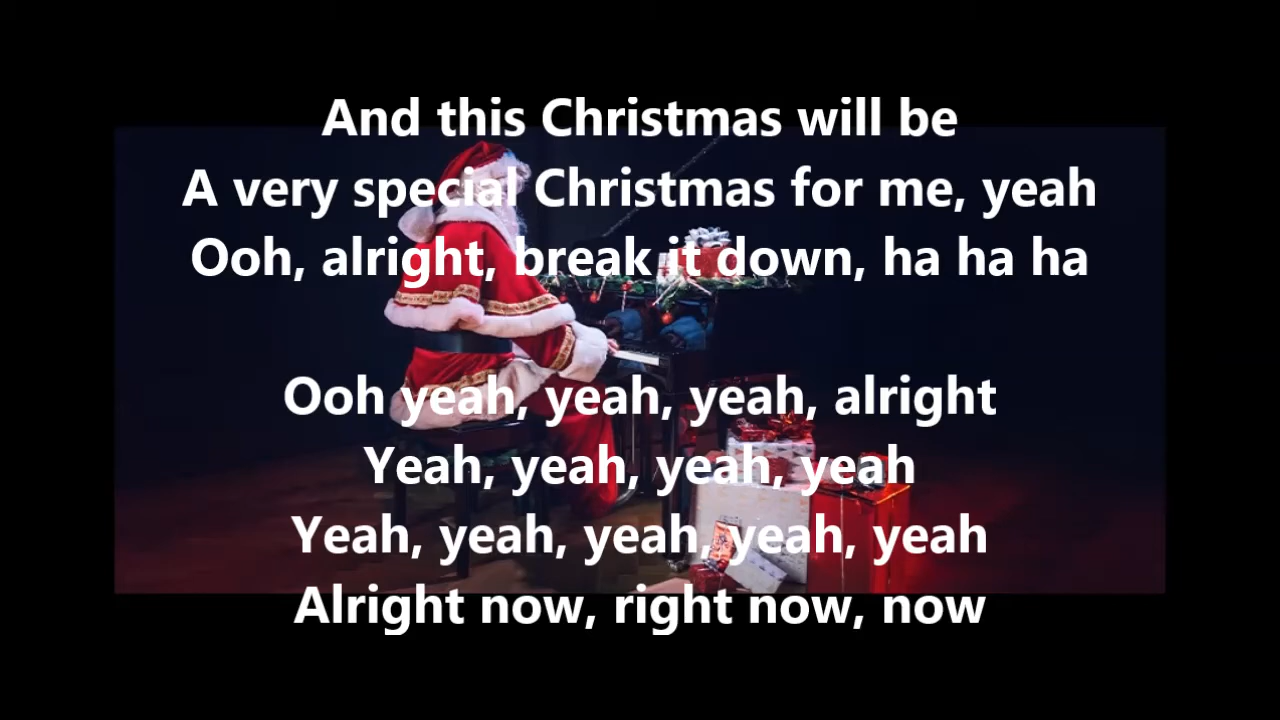 And this Christmas will be
A very special Christmas for me, yeah
Ooh, alright, break it down, ha ha ha
Ooh yeah, yeah, yeah, alright
Yeah, yeah, yeah, yeah
Yeah, yeah, yeah, yeah, yeah
Alright now, right now, now